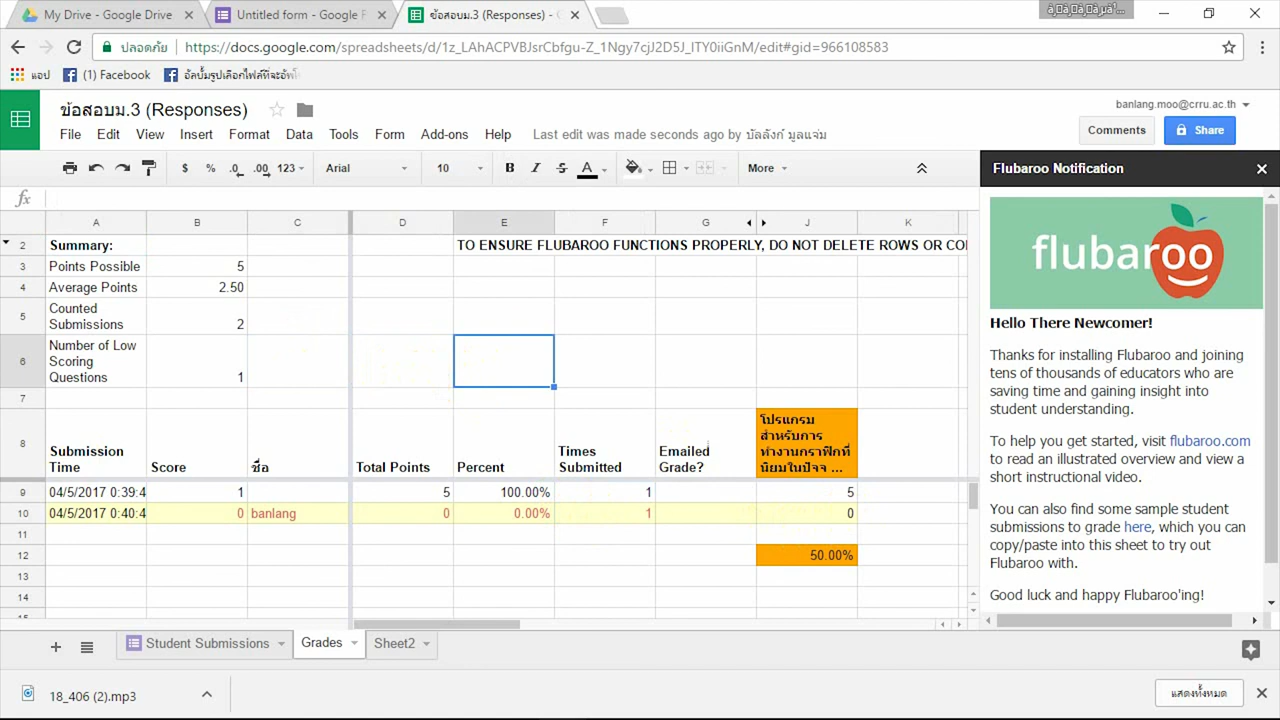 My Drive - Google Drive
Untitled form - Google F
ข้อสอบม.3 (Responses) - G
ปลอดภัย
https://docs.google.com/spreadsheets/d/1z_LAhACPVBJsrCbfgu-Z_1Ngy7cjJ2D5J_ITY0iiGnM/edit#gid=966108583
แอป
(1) Facebook
ข้อสอบม.3 (Responses)
banlang.moo@crru.ac.th
File Edit View Insert Format Data Tools Form Add-ons Help
Last edit was made seconds ago by บัลลังก์ มูลแจ่ม
Comments
Share
$ % .0 .00 123 Arial 10 B I S A More
Flubaroo Notification
fx
A B C D E F G J K
2 Summary: TO ENSURE FLUBAROO FUNCTIONS PROPERLY, DO NOT DELETE ROWS OR CO
3 Points Possible 5
4 Average Points 2.50
5 Counted Submissions 2
6 Number of Low Scoring Questions 1
7
8 Submission Time Score ชื่อ Total Points Percent Times Submitted Emailed Grade? โปรแกรมสำหรับการทำงานกราฟิกที่นิยมในปัจจ ...
9 04/5/2017 0:39:4 1 5 100.00% 1 5
10 04/5/2017 0:40:4 0 banlang 0 0.00% 1 0
11
12 50.00%
13
14
flubaroo
Hello There Newcomer!
Thanks for installing Flubaroo and joining
tens of thousands of educators who are
saving time and gaining insight into
student understanding.
To help you get started, visit flubaroo.com
to read an illustrated overview and view a
short instructional video.
You can also find some sample student
submissions to grade here, which you can
copy/paste into this sheet to try out
Flubaroo with.
Good luck and happy Flubaroo'ing!
Student Submissions
Grades
Sheet2
18_406 (2).mp3
แสดงทั้งหมด